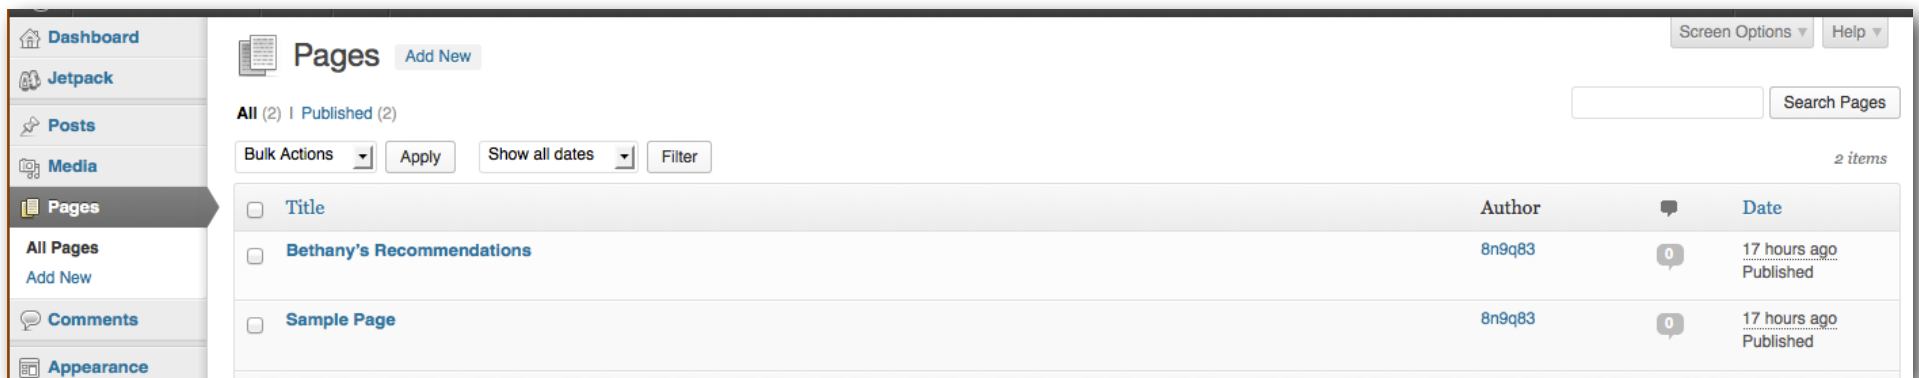 Dashboard
Jetpack
Posts
Media
Pages
All Pages
Add New
Comments
Appearance
Screen Options Help
Pages Add New
All (2) | Published (2)
Search Pages
Bulk Actions Apply Show all dates Filter
2 items
Title Author Date
Bethany's Recommendations 8n9q83 0 17 hours ago
Published
Sample Page 8n9q83 0 17 hours ago
Published